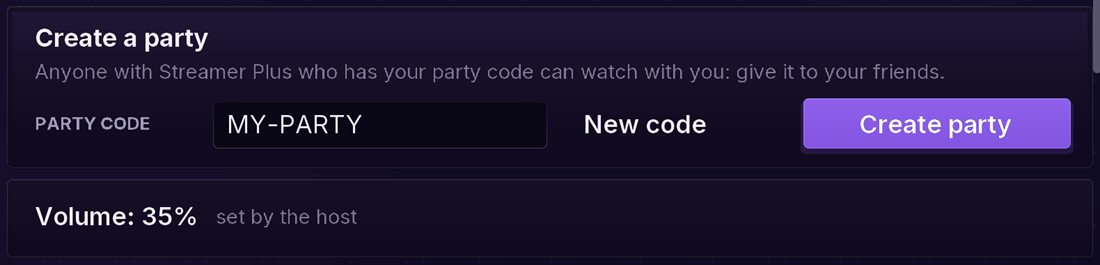 Create a party
Anyone with Streamer Plus who has your party code can watch with you: give it to your friends.
PARTY CODE MY-PARTY New code Create party
Volume: 35% set by the host